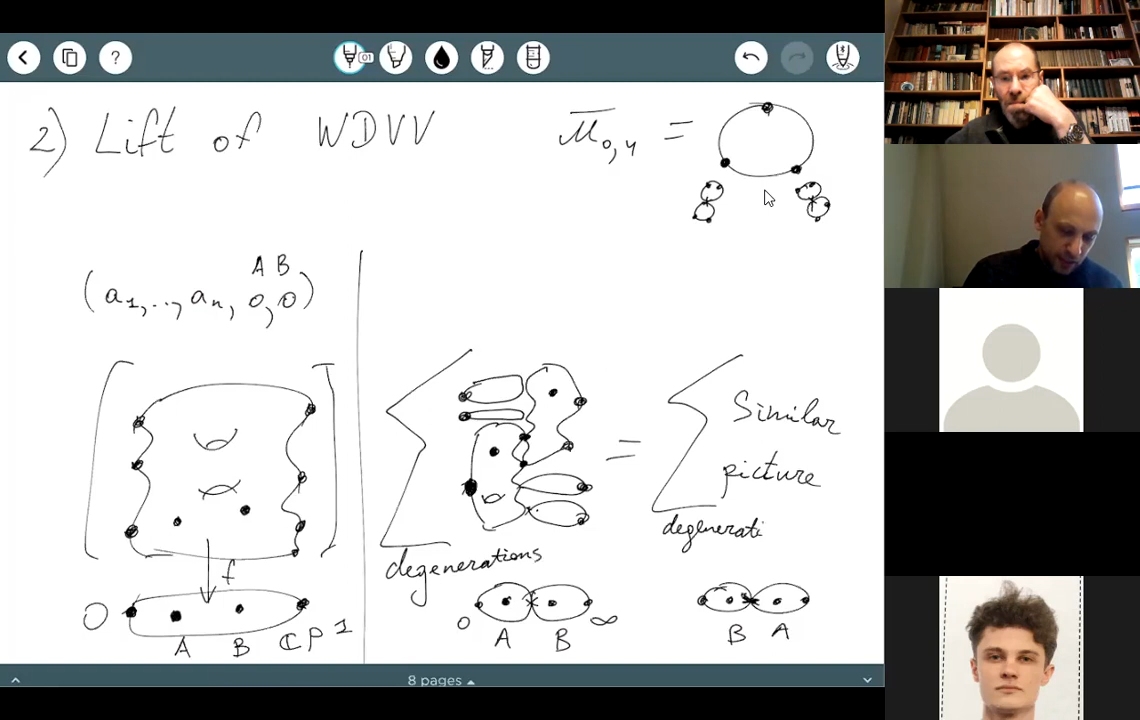 2) Lift of WDVV
M̅₀,₄ =
A B
(a₁, .., aₙ, 0, 0)
f
0
A B ℂP¹
degenerations
0 ∞
A B
=
Similar
picture
degenerati
B A
8 pages